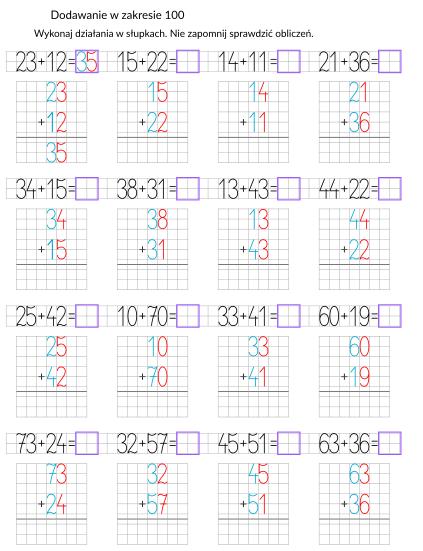 Dodawanie w zakresie 100
Wykonaj działania w słupkach. Nie zapomnij sprawdzić obliczeń.
23+12=35 15+22= 14+11= 21+36=
23 15 14 21
+12 +22 +11 +36
35
34+15= 38+31= 13+43= 44+22=
34 38 13 44
+15 +31 +43 +22
25+42= 10+70= 33+41= 60+19=
25 10 33 60
+42 +70 +41 +19
73+24= 32+57= 45+51= 63+36=
73 32 45 63
+24 +57 +51 +36